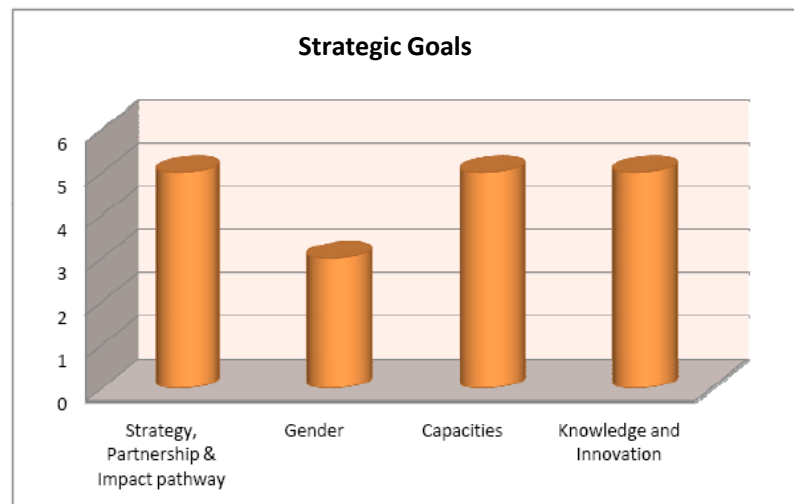 Strategic Goals
6
5
4
3
2
1
0
Strategy,
Partnership &
Impact pathway
Gender
Capacities
Knowledge and
Innovation